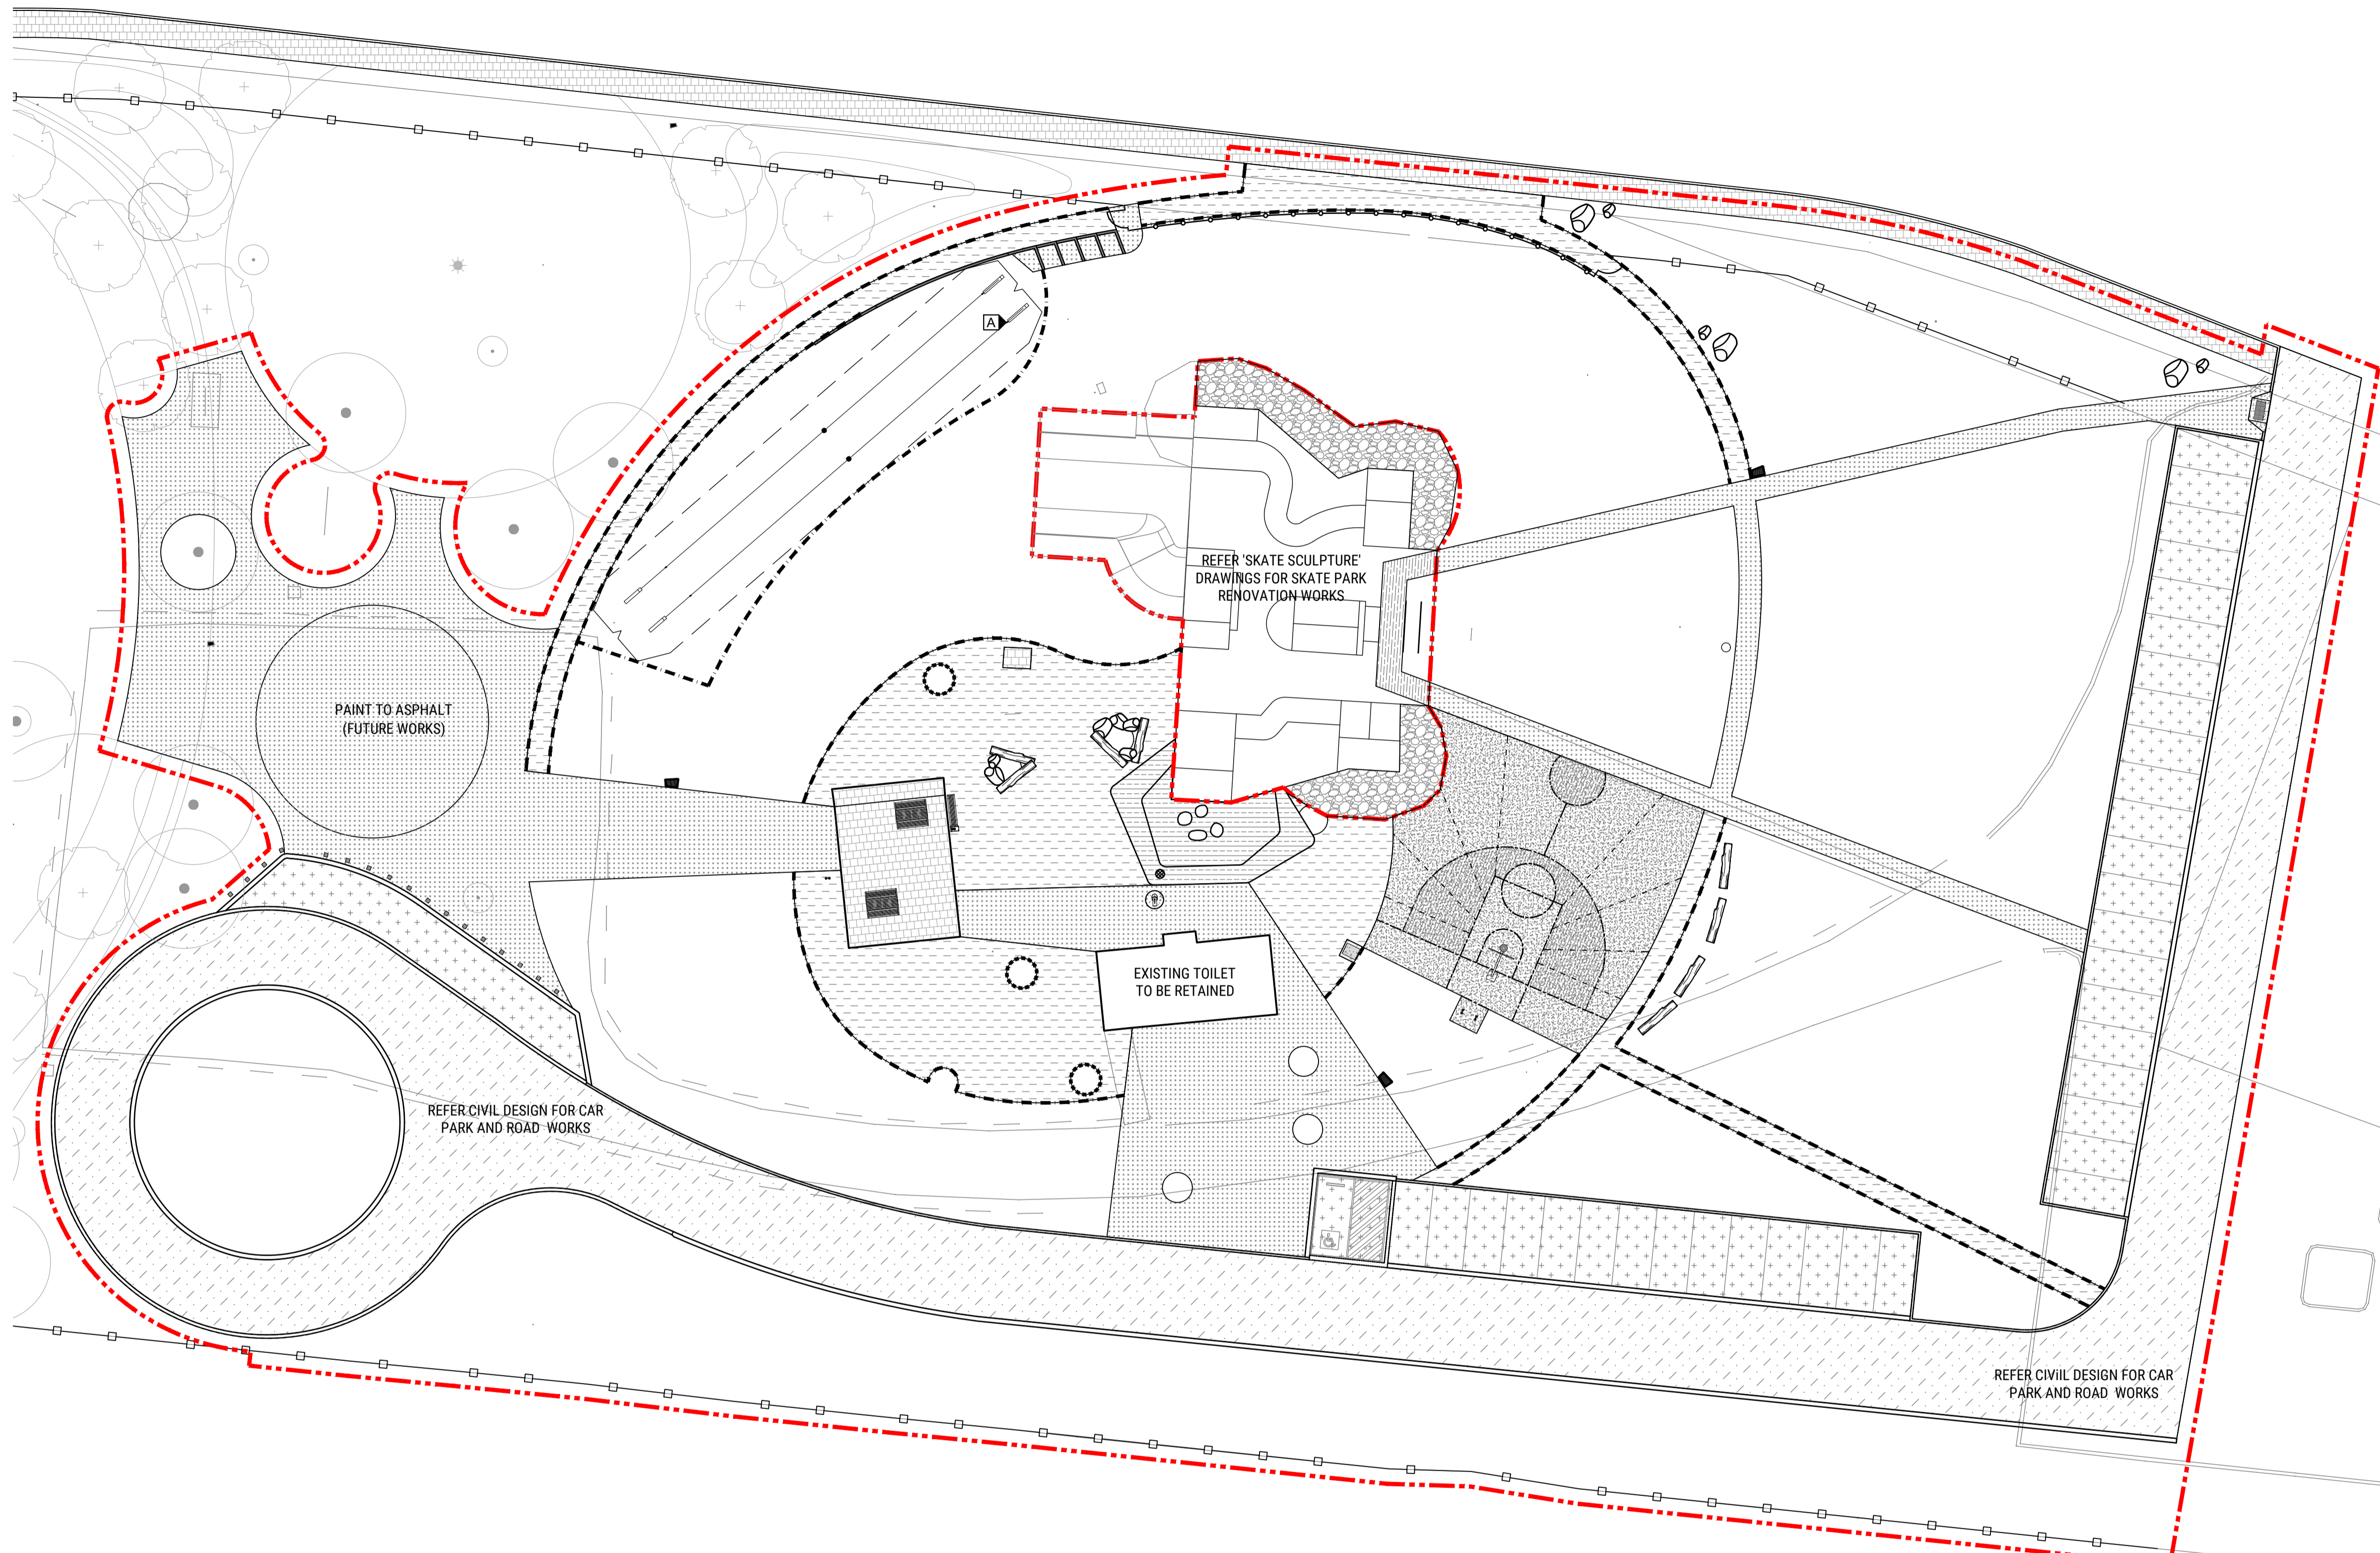 A
REFER 'SKATE SCULPTURE'
DRAWINGS FOR SKATE PARK
RENOVATION WORKS
PAINT TO ASPHALT
(FUTURE WORKS)
EXISTING TOILET
TO BE RETAINED
REFER CIVIL DESIGN FOR CAR
PARK AND ROAD WORKS
REFER CIViIL DESIGN FOR CAR
PARK AND ROAD WORKS